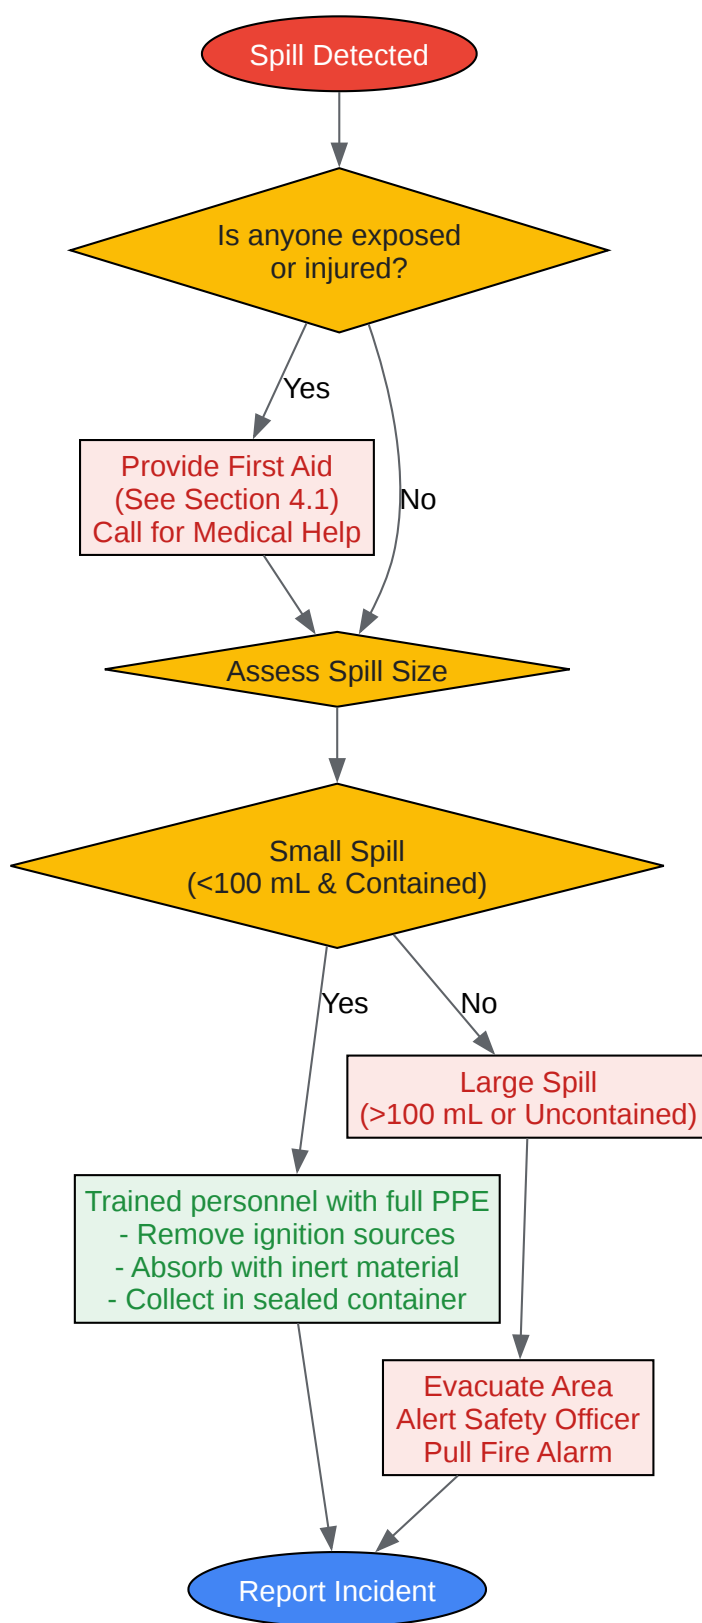 Spill Detected
Is anyone exposed
or injured?
Yes
Provide First Aid
(See Section 4.1)
Call for Medical Help
No
Assess Spill Size
Small Spill
(<100 mL & Contained)
Yes
No
Large Spill
(>100 mL or Uncontained)
Trained personnel with full PPE
- Remove ignition sources
- Absorb with inert material
- Collect in sealed container
Evacuate Area
Alert Safety Officer
Pull Fire Alarm
Report Incident